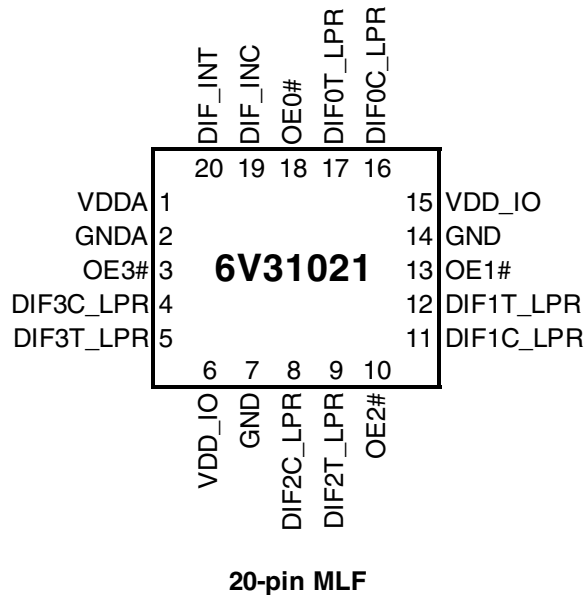 DIF_INT
DIF_INC
OE0#
DIF0T_LPR
DIF0C_LPR
20 19 18 17 16
VDDA 1
GNDA 2
OE3# 3
DIF3C_LPR 4
DIF3T_LPR 5
6V31021
15 VDD_IO
14 GND
13 OE1#
12 DIF1T_LPR
11 DIF1C_LPR
6 7 8 9 10
VDD_IO
GND
DIF2C_LPR
DIF2T_LPR
OE2#
20-pin MLF